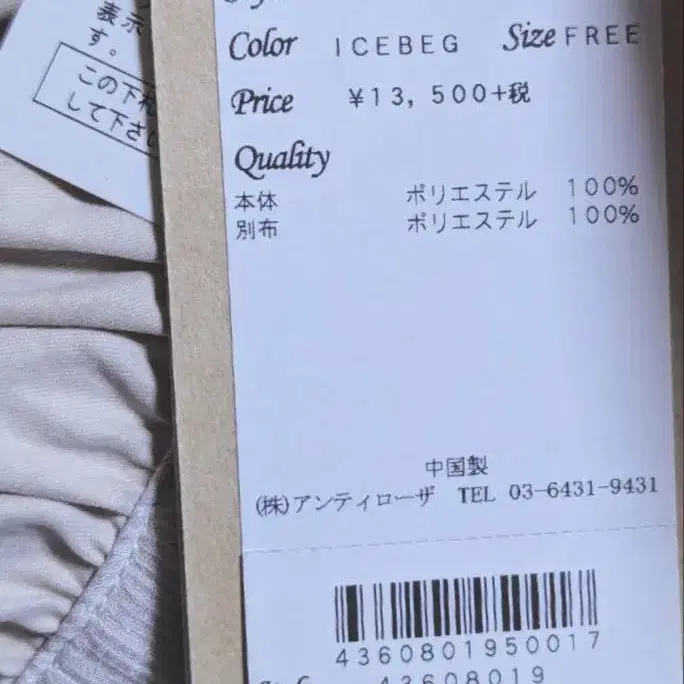 表示
す。
この下札
して下さい
Color ICEBEG Size FREE
Price ¥13,500+税
Quality
本体 ポリエステル 100%
別布 ポリエステル 100%
中国製
(株)アンティローザ TEL 03-6431-9431
4360801950017
43608019